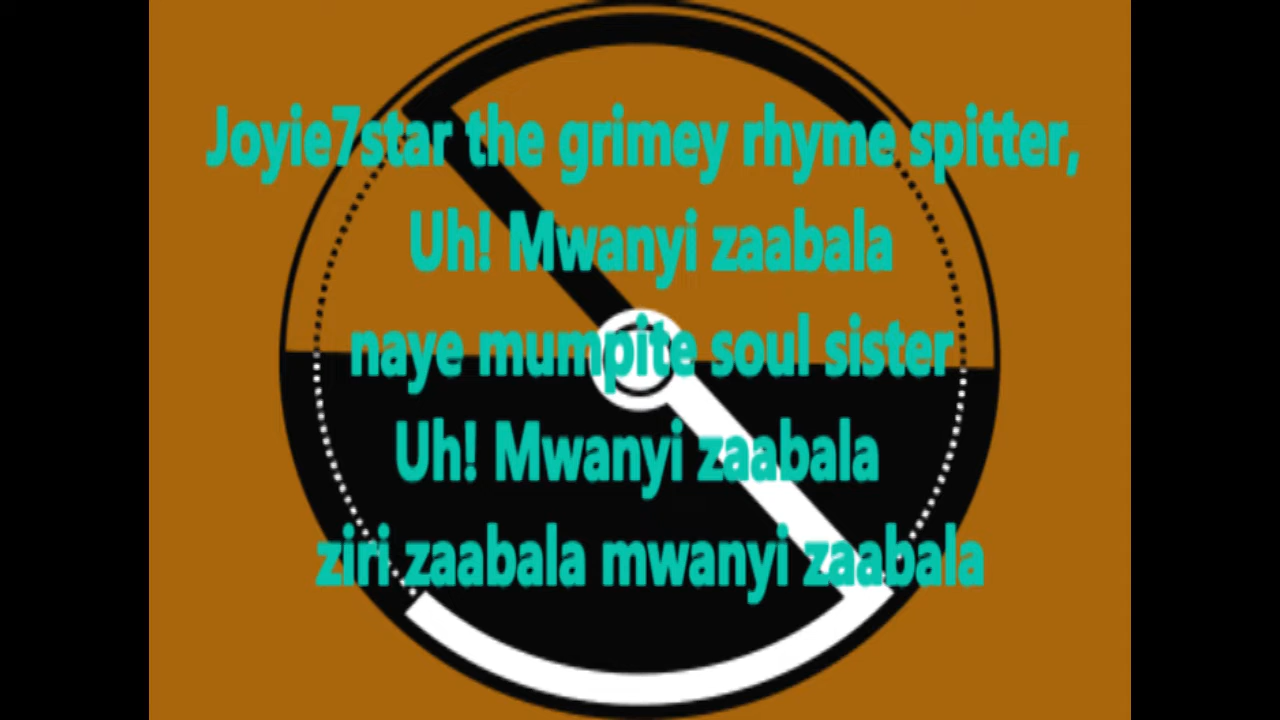 Joyie7star the grimey rhyme spitter,
Uh! Mwanyi zaabala
naye mumpite soul sister
Uh! Mwanyi zaabala
ziri zaabala mwanyi zaabala